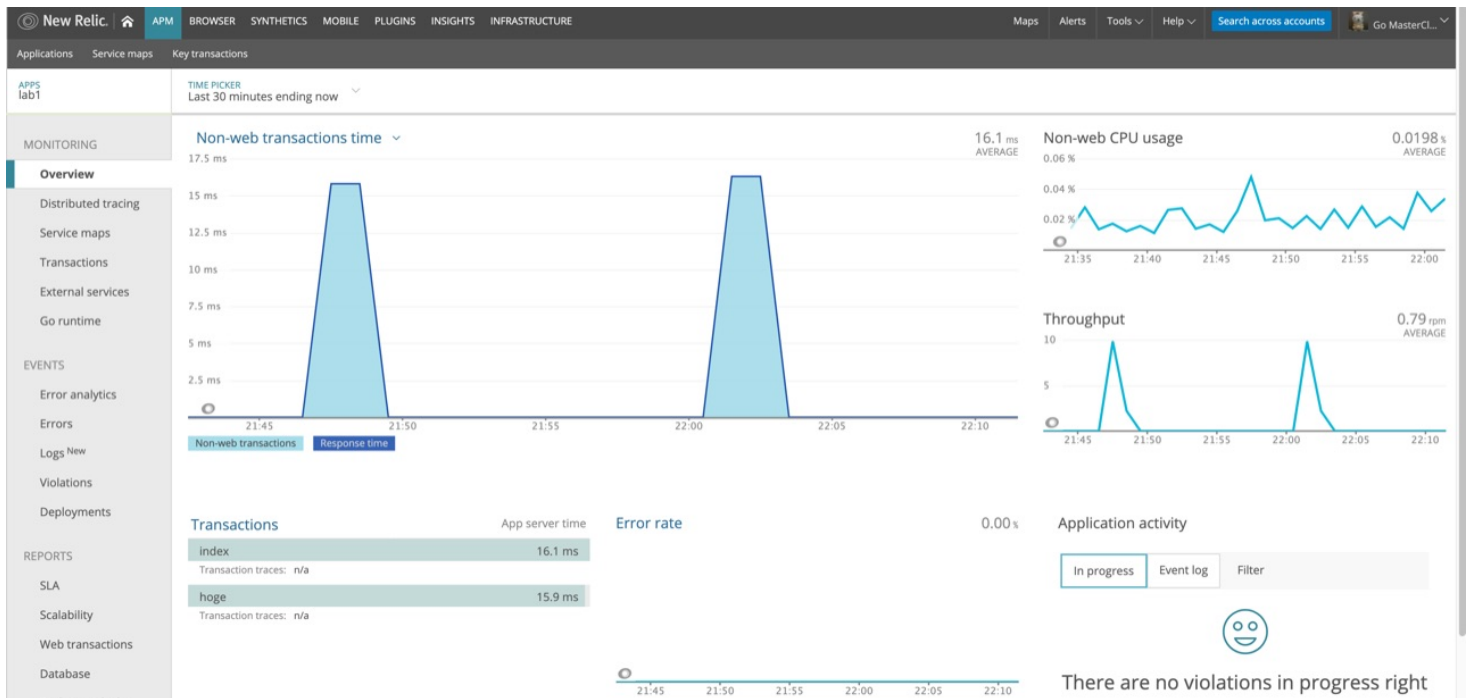 New Relic. APM BROWSER SYNTHETICS MOBILE PLUGINS INSIGHTS INFRASTRUCTURE Maps Alerts Tools Help Search across accounts Go MasterCl...
Applications Service maps Key transactions
APPS
lab1
TIME PICKER
Last 30 minutes ending now
MONITORING
Overview
Distributed tracing
Service maps
Transactions
External services
Go runtime
EVENTS
Error analytics
Errors
Logs New
Violations
Deployments
REPORTS
SLA
Scalability
Web transactions
Database
Non-web transactions time
16.1 ms
AVERAGE
17.5 ms
15 ms
12.5 ms
10 ms
7.5 ms
5 ms
2.5 ms
21:45 21:50 21:55 22:00 22:05 22:10
Non-web transactions Response time
Non-web CPU usage
0.0198 %
AVERAGE
0.06 %
0.04 %
0.02 %
21:35 21:40 21:45 21:50 21:55 22:00
Throughput
0.79 rpm
AVERAGE
10
5
21:45 21:50 21:55 22:00 22:05 22:10
Transactions App server time
index 16.1 ms
Transaction traces: n/a
hoge 15.9 ms
Transaction traces: n/a
Error rate 0.00 %
21:45 21:50 21:55 22:00 22:05 22:10
Application activity
In progress Event log Filter
There are no violations in progress right